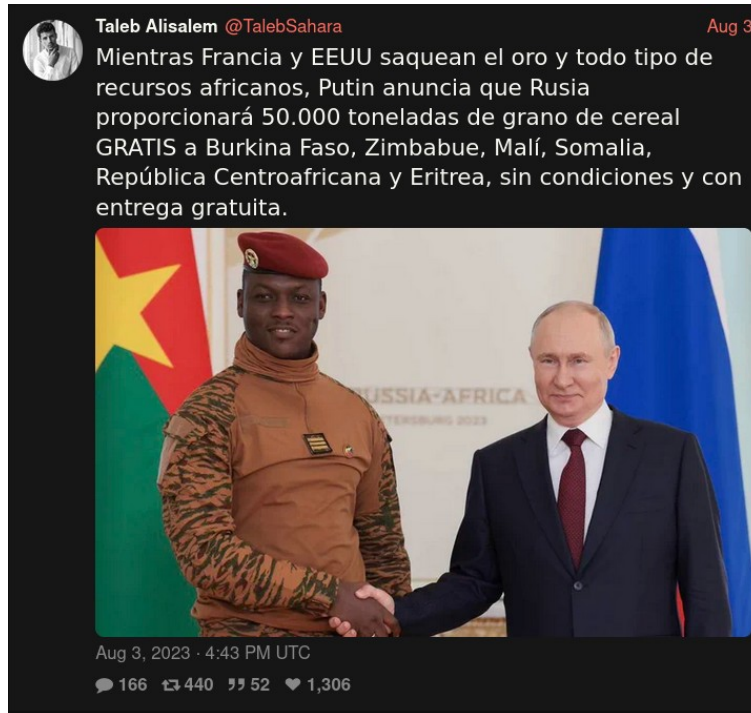 Taleb Alisalem @TalebSahara Aug 3
Mientras Francia y EEUU saquean el oro y todo tipo de
recursos africanos, Putin anuncia que Rusia
proporcionará 50.000 toneladas de grano de cereal
GRATIS a Burkina Faso, Zimbabue, Malí, Somalia,
República Centroafricana y Eritrea, sin condiciones y con
entrega gratuita.
RUSSIA-AFRICA
2023
Aug 3, 2023 · 4:43 PM UTC
166 440 52 1,306